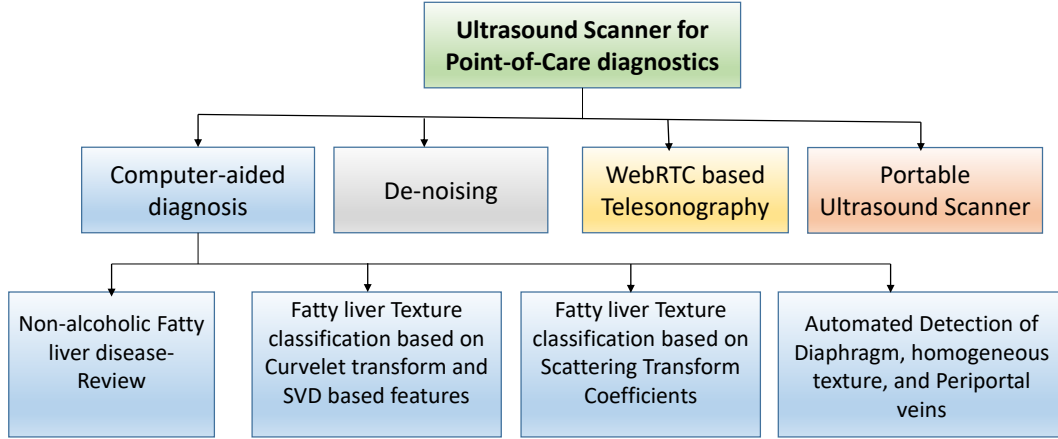 Ultrasound Scanner for
Point-of-Care diagnostics
Computer-aided
diagnosis
De-noising
WebRTC based
Telesonography
Portable
Ultrasound Scanner
Non-alcoholic Fatty
liver disease-
Review
Fatty liver Texture
classification based on
Curvelet transform and
SVD based features
Fatty liver Texture
classification based on
Scattering Transform
Coefficients
Automated Detection of
Diaphragm, homogeneous
texture, and Periportal
veins